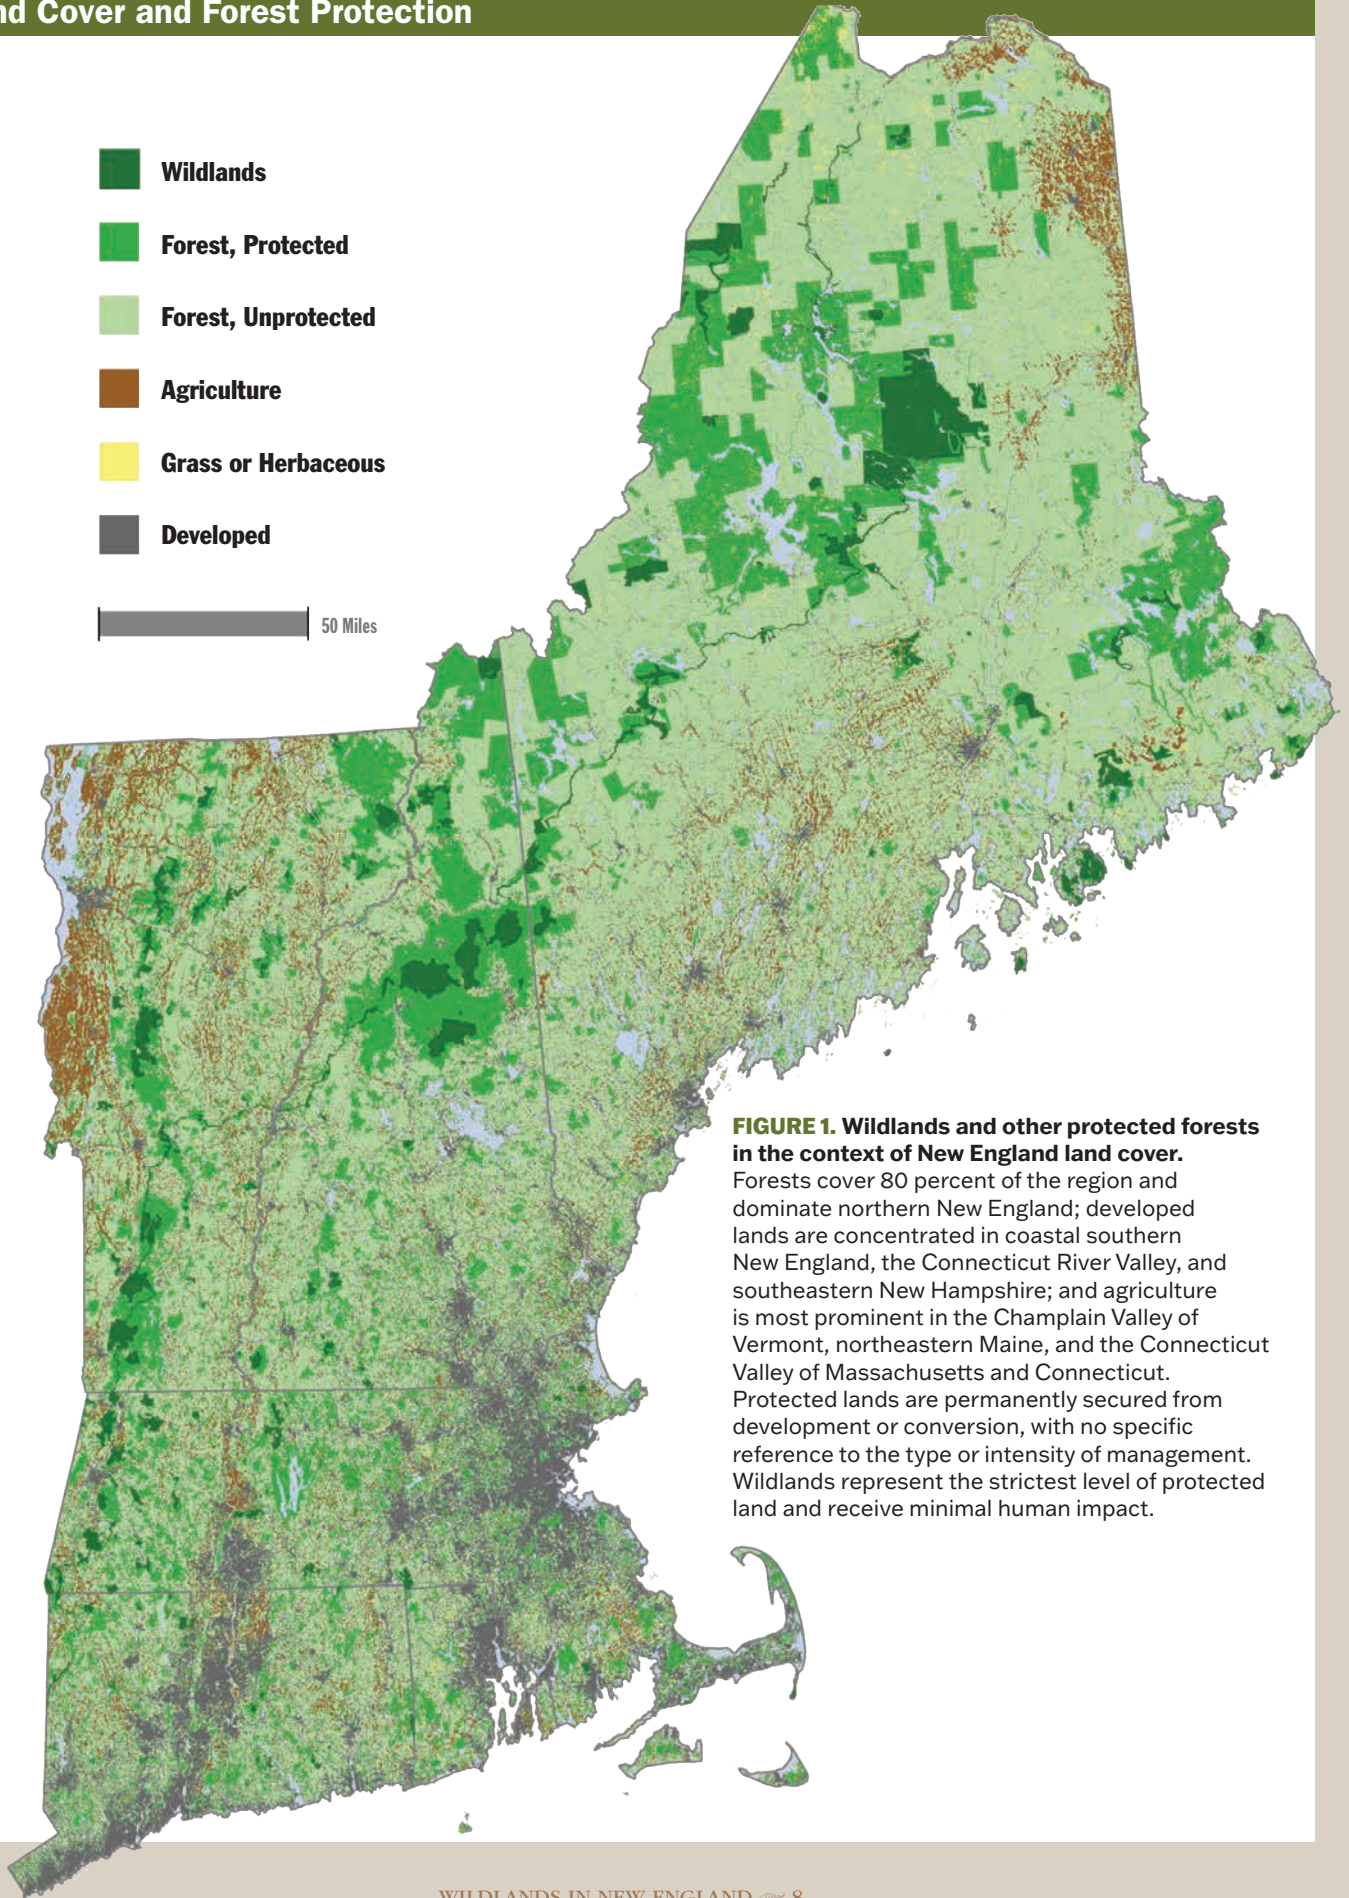 nd Cover and Forest Protection
Wildlands
Forest, Protected
Forest, Unprotected
Agriculture
Grass or Herbaceous
Developed
50 Miles
FIGURE 1. Wildlands and other protected forests
in the context of New England land cover.
Forests cover 80 percent of the region and
dominate northern New England; developed
lands are concentrated in coastal southern
New England, the Connecticut River Valley, and
southeastern New Hampshire; and agriculture
is most prominent in the Champlain Valley of
Vermont, northeastern Maine, and the Connecticut
Valley of Massachusetts and Connecticut.
Protected lands are permanently secured from
development or conversion, with no specific
reference to the type or intensity of management.
Wildlands represent the strictest level of protected
land and receive minimal human impact.
WILDLANDS IN NEW ENGLAND 8